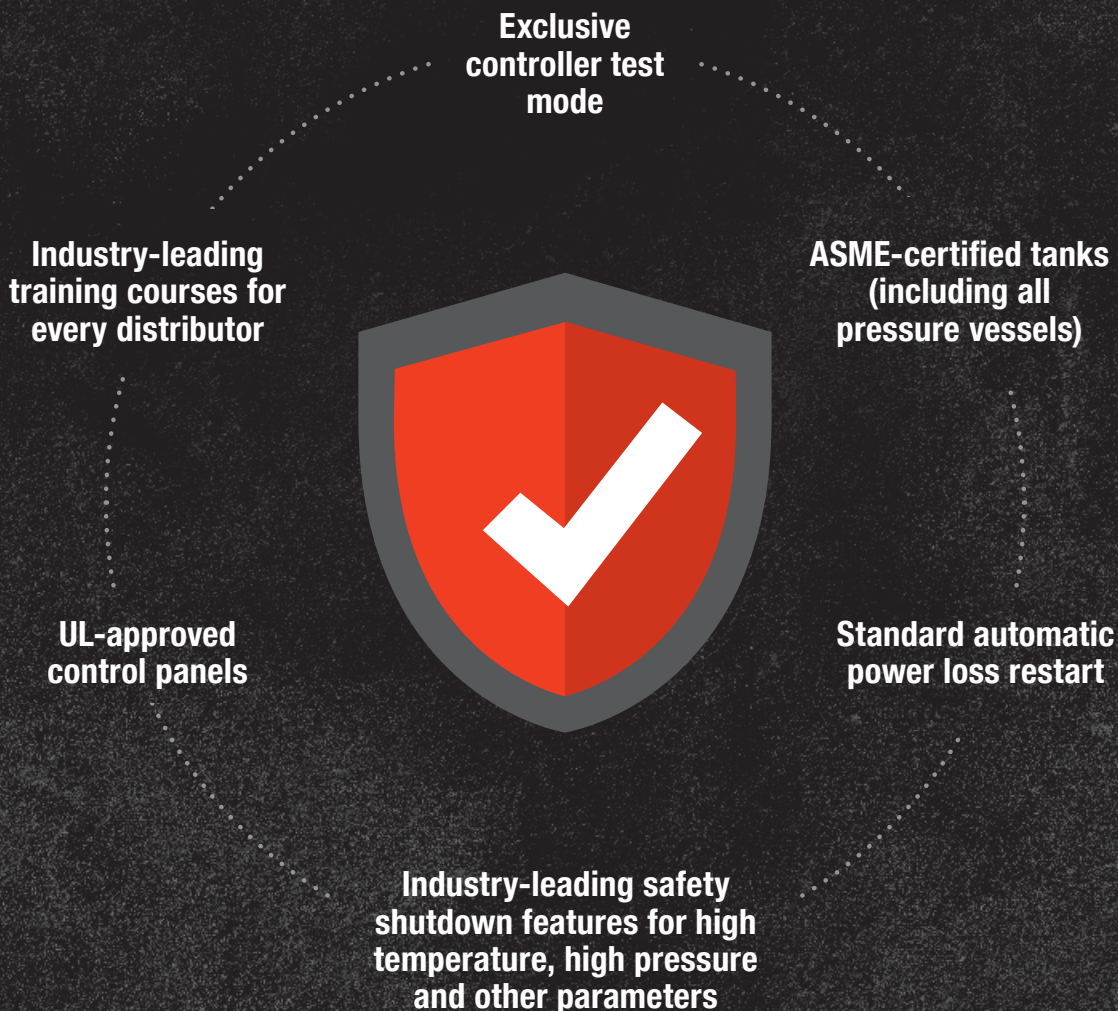 Exclusive
controller test
mode
ASME-certified tanks
(including all
pressure vessels)
Standard automatic
power loss restart
Industry-leading safety
shutdown features for high
temperature, high pressure
and other parameters
UL-approved
control panels
Industry-leading
training courses for
every distributor